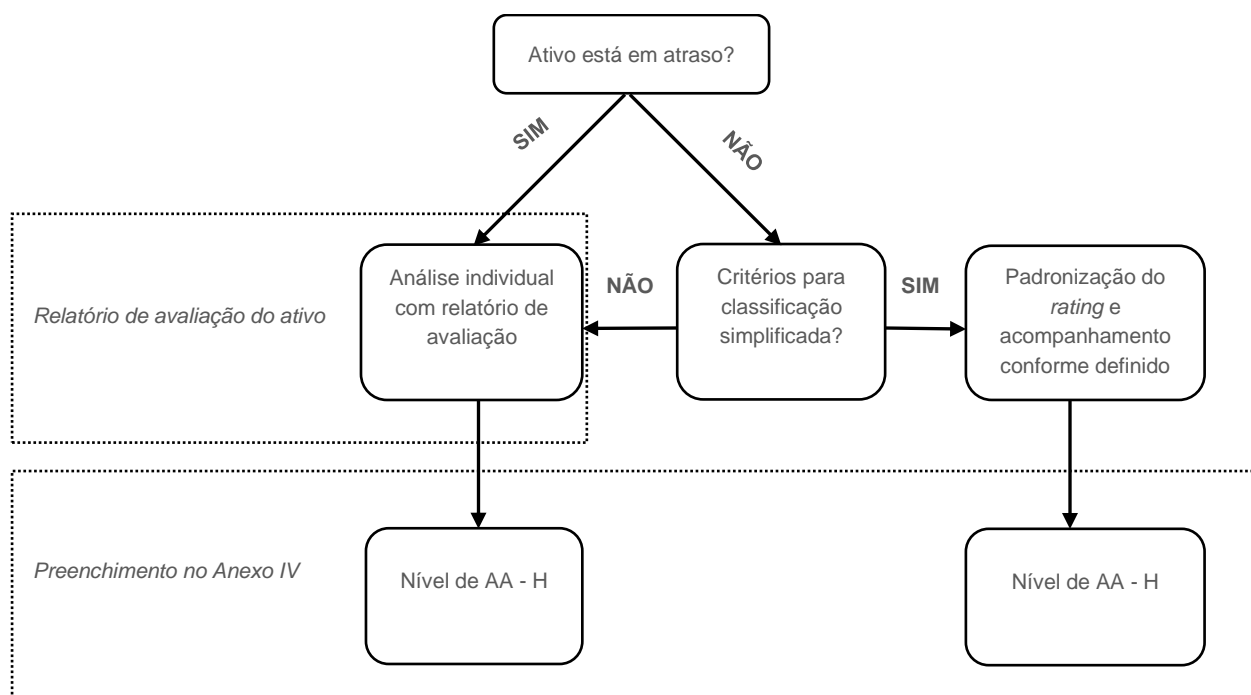 Ativo está em atraso?
SIM
NÃO
Relatório de avaliação do ativo
Análise individual
com relatório de
avaliação
NÃO
Critérios para
classificação
simplificada?
SIM
Padronização do
rating e
acompanhamento
conforme definido
Preenchimento no Anexo IV
Nível de AA - H
Nível de AA - H